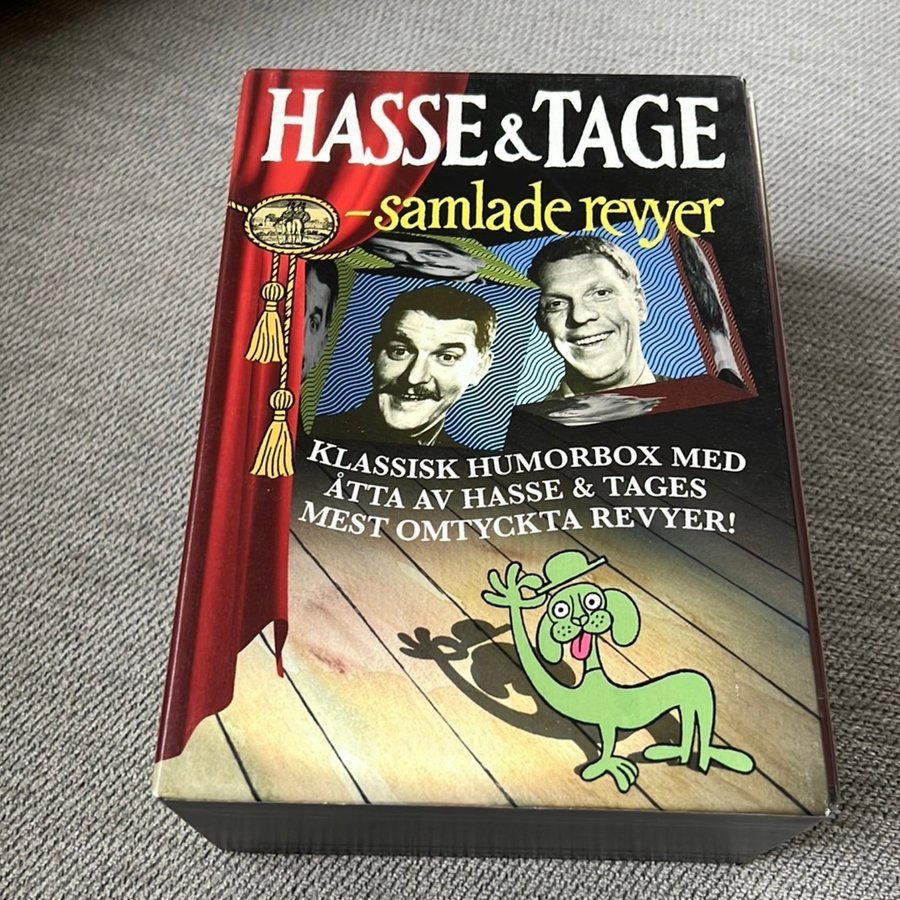 HASSE & TAGE
– samlade revyer
KLASSISK HUMORBOX MED
ÅTTA AV HASSE & TAGES
MEST OMTYCKTA REVYER!